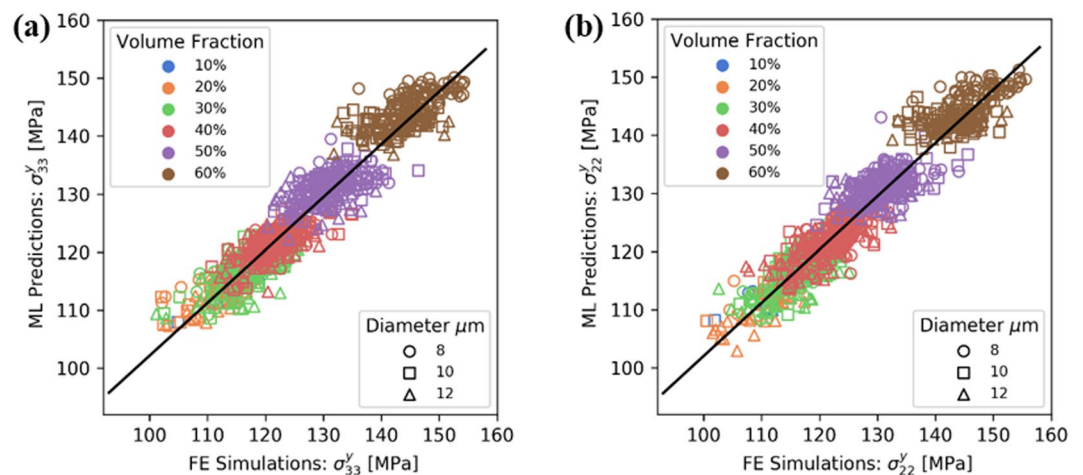 (a)
160
150
140
130
120
110
100
ML Predictions: σ₃₃ʸ [MPa]
Volume Fraction
10%
20%
30%
40%
50%
60%
Diameter μm
8
10
12
100 110 120 130 140 150 160
FE Simulations: σ₃₃ʸ [MPa]
(b)
160
150
140
130
120
110
100
ML Predictions: σ₂₂ʸ [MPa]
Volume Fraction
10%
20%
30%
40%
50%
60%
Diameter μm
8
10
12
100 110 120 130 140 150 160
FE Simulations: σ₂₂ʸ [MPa]